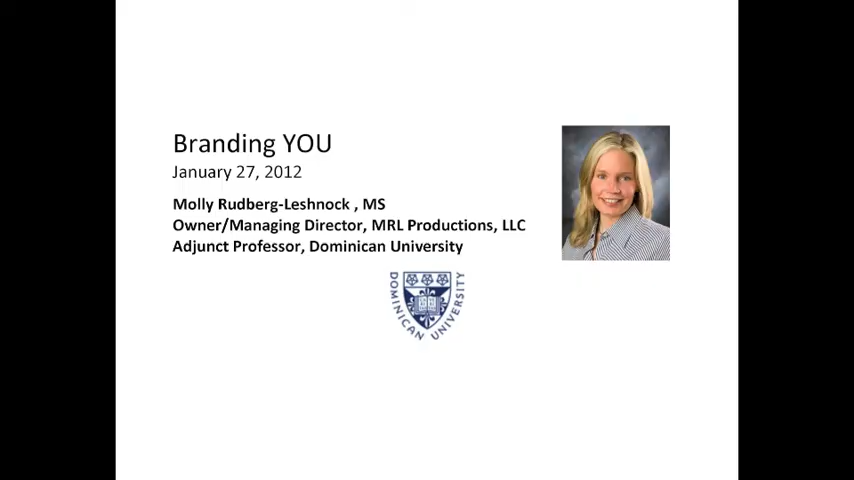 Branding YOU
January 27, 2012
Molly Rudberg-Leshnock , MS
Owner/Managing Director, MRL Productions, LLC
Adjunct Professor, Dominican University
DOMINICAN UNIVERSITY